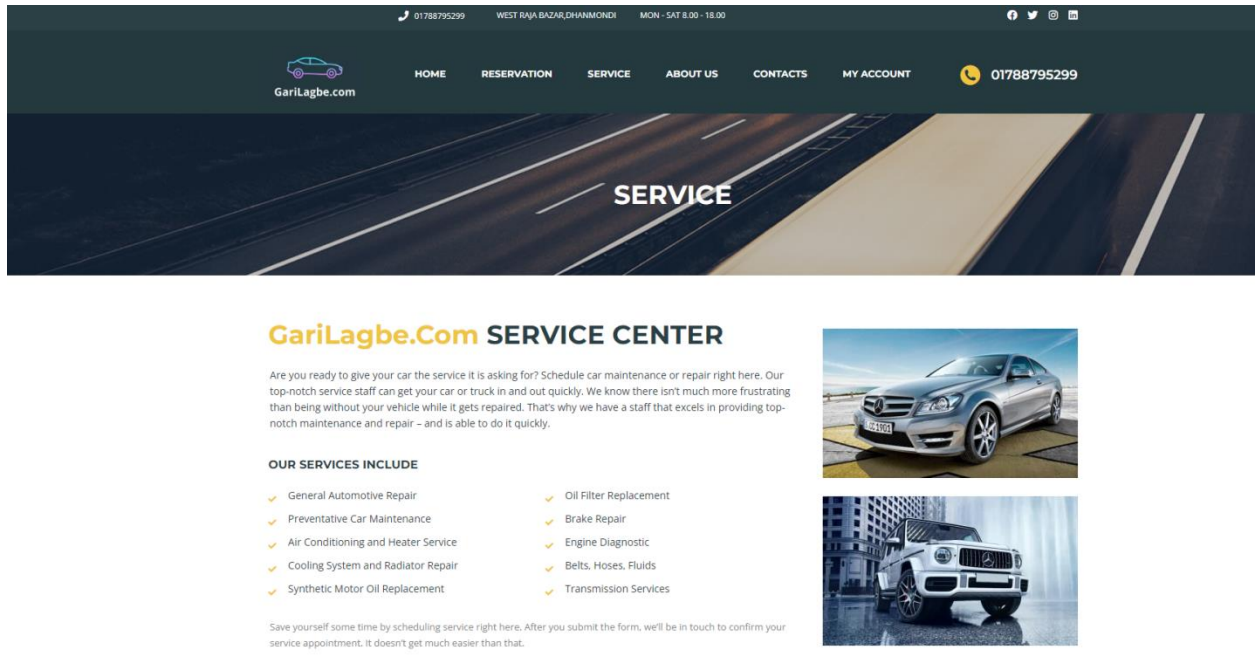 01788795299 WEST RAJA BAZAR,DHANMONDI MON - SAT 8.00 - 18.00
GariLagbe.com
HOME RESERVATION SERVICE ABOUT US CONTACTS MY ACCOUNT 01788795299
SERVICE
GariLagbe.Com SERVICE CENTER
Are you ready to give your car the service it is asking for? Schedule car maintenance or repair right here. Our
top-notch service staff can get your car or truck in and out quickly. We know there isn't much more frustrating
than being without your vehicle while it gets repaired. That's why we have a staff that excels in providing top-
notch maintenance and repair – and is able to do it quickly.
OUR SERVICES INCLUDE
General Automotive Repair
Preventative Car Maintenance
Air Conditioning and Heater Service
Cooling System and Radiator Repair
Synthetic Motor Oil Replacement
Oil Filter Replacement
Brake Repair
Engine Diagnostic
Belts, Hoses, Fluids
Transmission Services
Save yourself some time by scheduling service right here. After you submit the form, we'll be in touch to confirm your
service appointment. It doesn't get much easier than that.